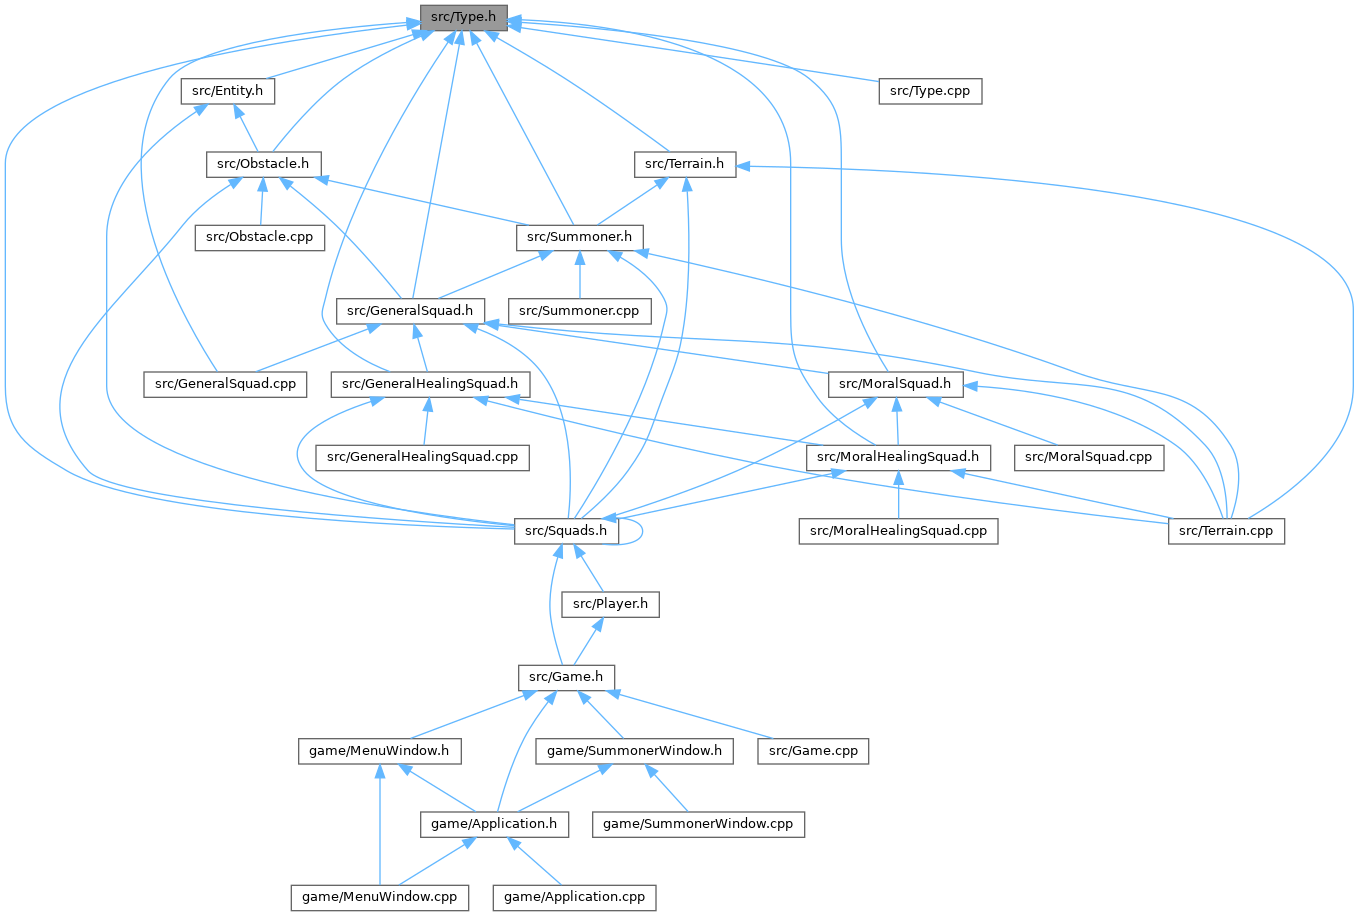 src/Type.h
src/Entity.h
src/Type.cpp
src/Obstacle.h
src/Terrain.h
src/Obstacle.cpp
src/Summoner.h
src/GeneralSquad.h
src/Summoner.cpp
src/GeneralSquad.cpp
src/GeneralHealingSquad.h
src/MoralSquad.h
src/GeneralHealingSquad.cpp
src/MoralHealingSquad.h
src/MoralSquad.cpp
src/Squads.h
src/MoralHealingSquad.cpp
src/Terrain.cpp
src/Player.h
src/Game.h
game/MenuWindow.h
game/SummonerWindow.h
src/Game.cpp
game/Application.h
game/SummonerWindow.cpp
game/MenuWindow.cpp
game/Application.cpp